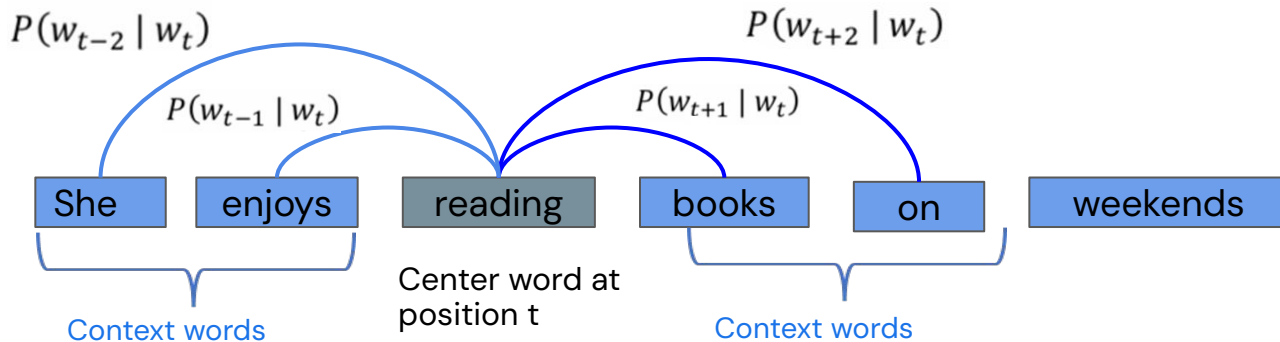 P(w_{t−2} | w_t)
P(w_{t+2} | w_t)
P(w_{t−1} | w_t)
P(w_{t+1} | w_t)
She enjoys reading books on weekends
Center word at
position t
Context words
Context words